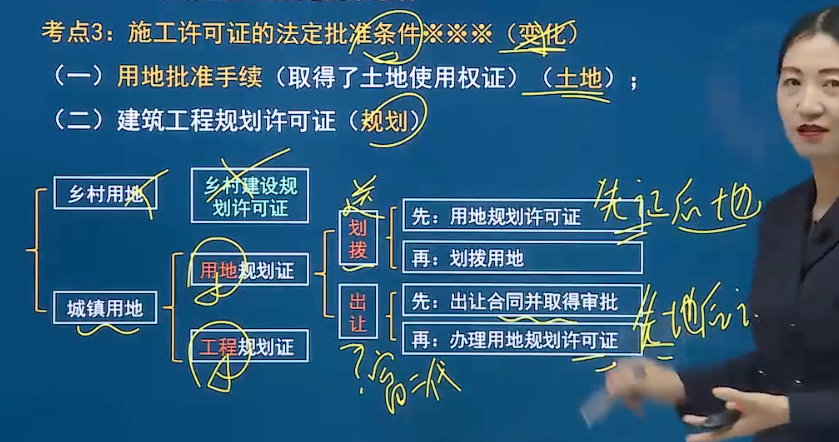 考点3：施工许可证的法定批准条件※※※（变化）
（一）用地批准手续（取得了土地使用权证）（土地）；
（二）建筑工程规划许可证（规划）
乡村用地
乡村建设规
划许可证
城镇用地
用地规划证
工程规划证
送
划
拨
先：用地规划许可证
再：划拨用地
先证后地
出
让
先：出让合同并取得审批
再：办理用地规划许可证
先地后证
？富二代